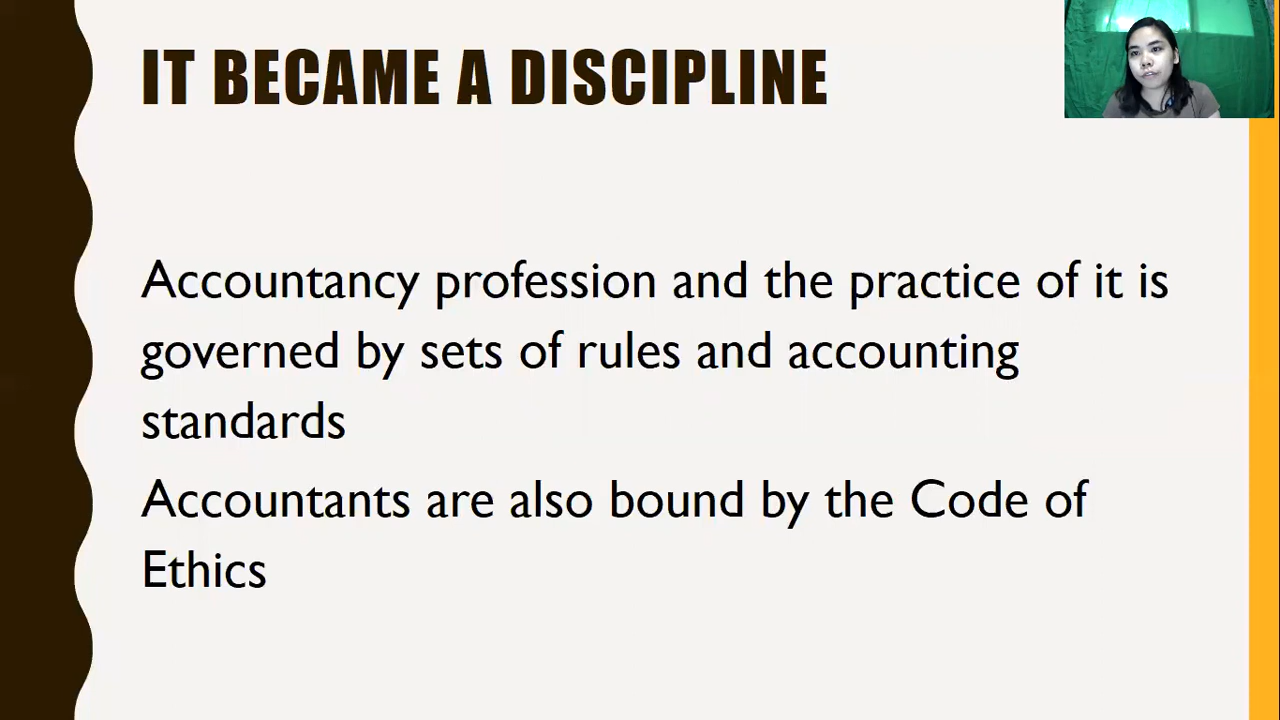 IT BECAME A DISCIPLINE
Accountancy profession and the practice of it is
governed by sets of rules and accounting
standards
Accountants are also bound by the Code of
Ethics